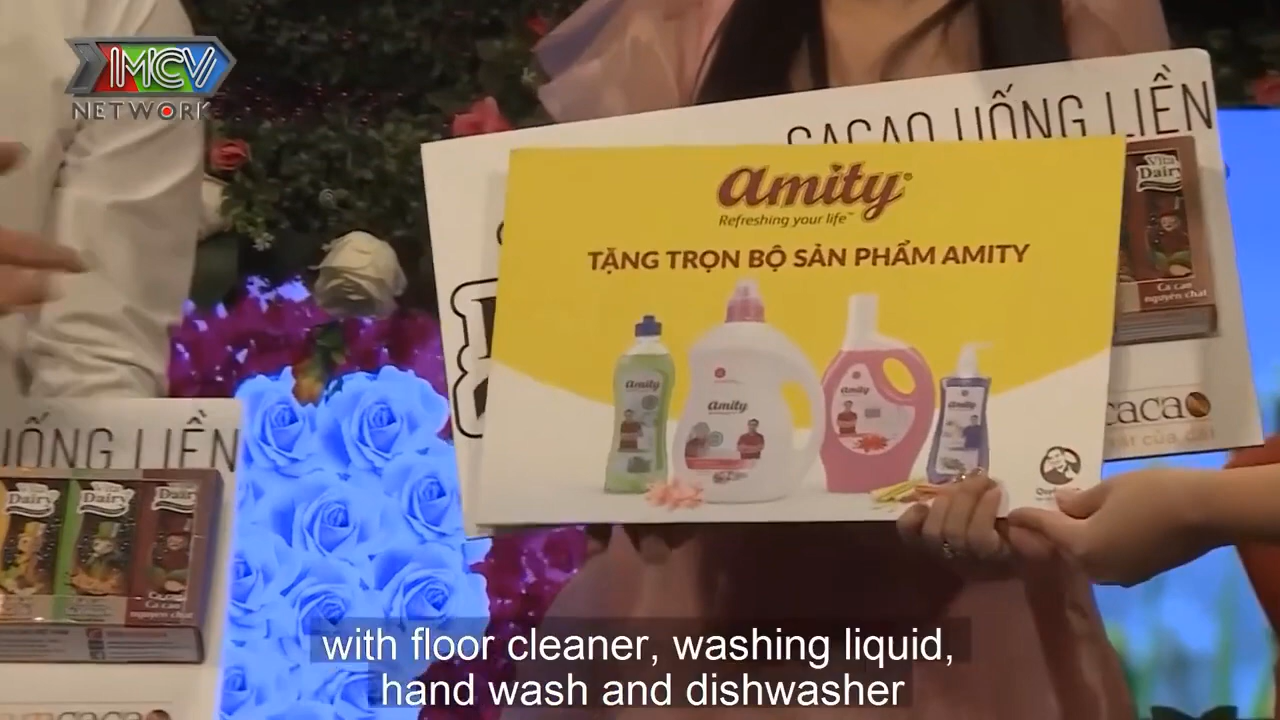 MCV
NETWORK
CACAO UỐNG LIỀN
amity
Refreshing your life™
TẶNG TRỌN BỘ SẢN PHẨM AMITY
amity
amity
amity
amity
Vita
Dairy
Ca cao
nguyên chất
cacao
UỐNG LIỀN
Vita
Dairy
Vita
Dairy
Dairy
Ca cao
nguyên chất
cacao
with floor cleaner, washing liquid,
hand wash and dishwasher